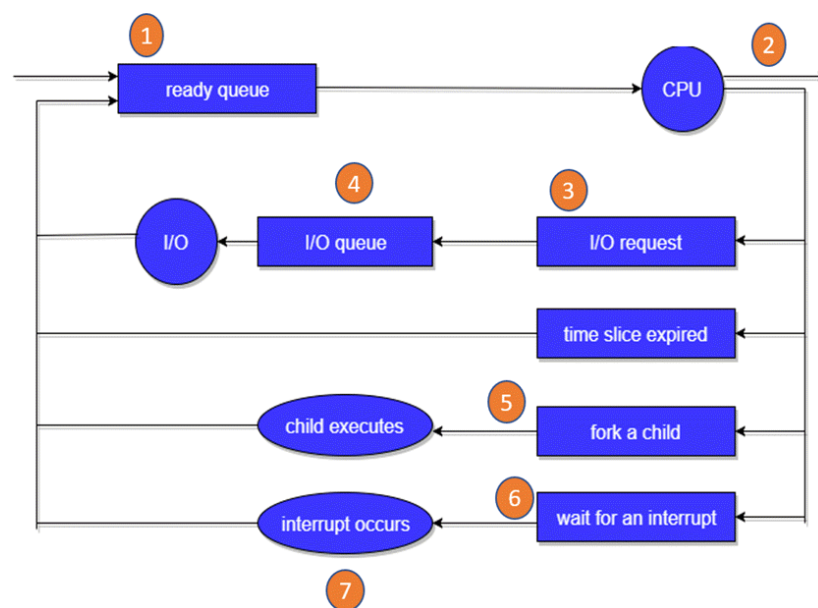 1
2
ready queue
CPU
4
3
I/O
I/O queue
I/O request
time slice expired
5
child executes
fork a child
6
interrupt occurs
wait for an interrupt
7